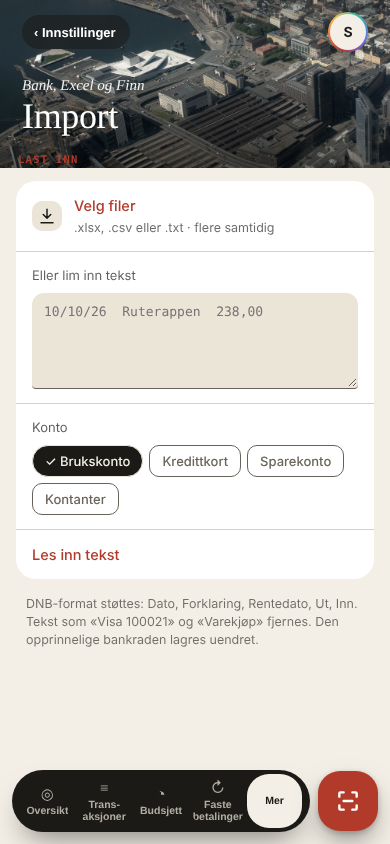 ‹ Innstillinger
S
Bank, Excel og Finn
Import
LAST INN
Velg filer
.xlsx, .csv eller .txt · flere samtidig
Eller lim inn tekst
10/10/26 Ruterappen 238,00
Konto
✓ Brukskonto
Kredittkort
Sparekonto
Kontanter
Les inn tekst
DNB-format støttes: Dato, Forklaring, Rentedato, Ut, Inn.
Tekst som «Visa 100021» og «Varekjøp» fjernes. Den
opprinnelige bankraden lagres uendret.
Oversikt
Trans-
aksjoner
Budsjett
Faste
betalinger
Mer